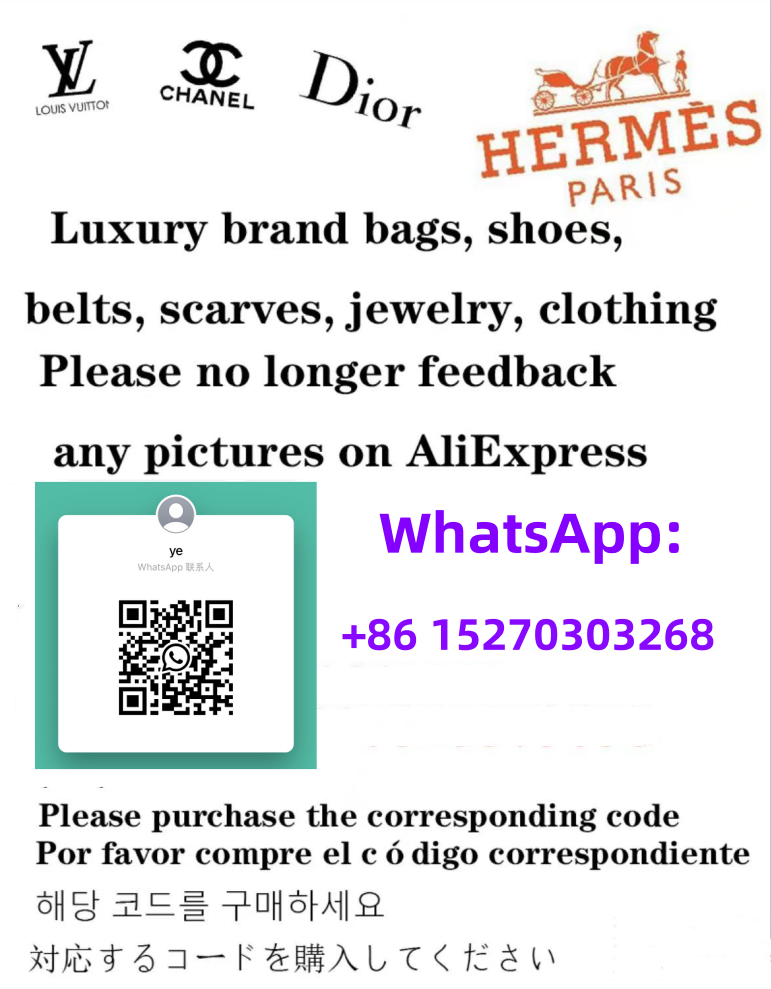 LOUIS VUITTON
CHANEL
Dior
HERMÈS
PARIS
Luxury brand bags, shoes,
belts, scarves, jewelry, clothing
Please no longer feedback
any pictures on AliExpress
ye
WhatsApp 联系人
WhatsApp:
+86 15270303268
Please purchase the corresponding code
Por favor compre el c ó digo correspondiente
해당 코드를 구매하세요
対応するコードを購入してください